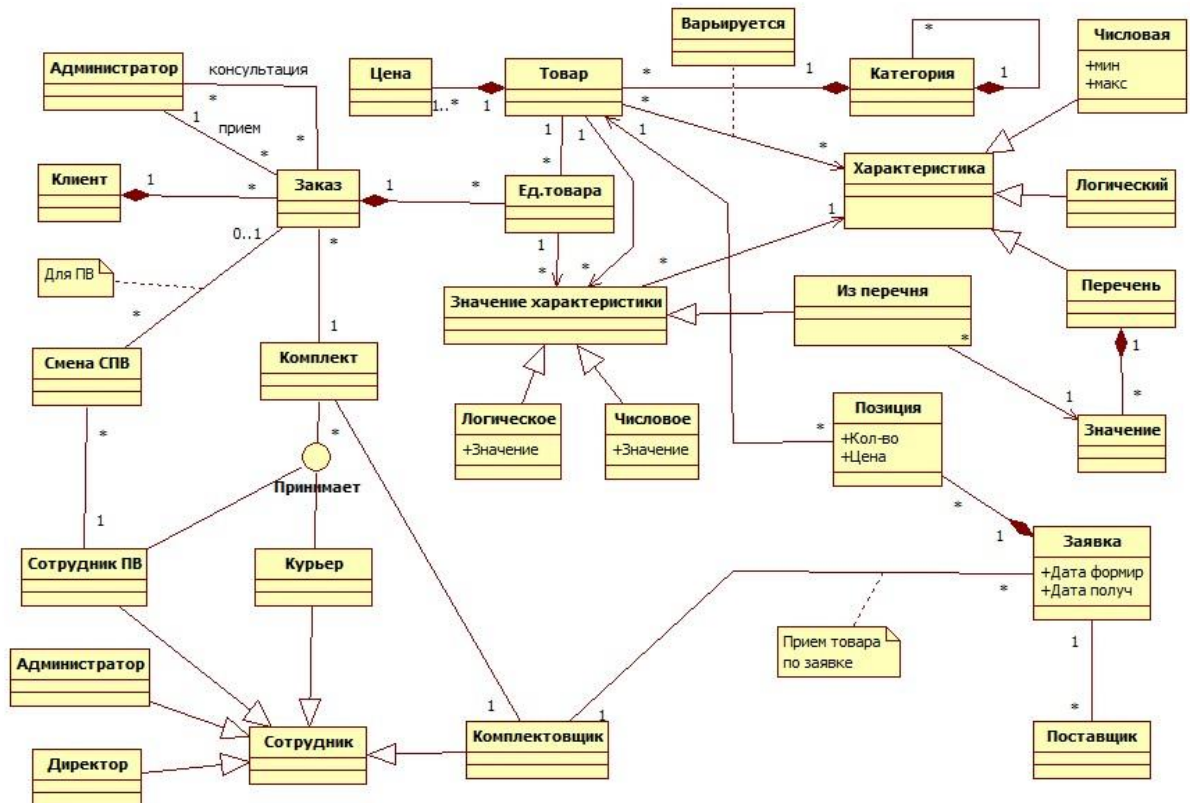 Варьируется
Числовая
+мин
+макс
Администратор
консультация
Цена
Товар
Категория
*
*
1
1
1..*
1
*
*
1
прием
*
*
1
1
1
*
*
Характеристика
Клиент
1
*
Заказ
1
*
*
Ед.товара
Логический
0..1
*
1
1
Для ПВ
*
*
*
Значение характеристики
Из перечня
Перечень
*
1
*
1
Смена СПВ
Комплект
Логическое
+Значение
Числовое
+Значение
Позиция
+Кол-во
+Цена
*
1
*
Значение
*
*
Принимает
*
1
1
Сотрудник ПВ
Курьер
Заявка
+Дата формир
+Дата получ
*
Прием товара
по заявке
1
Администратор
1
1
*
Сотрудник
Комплектовщик
Поставщик
Директор